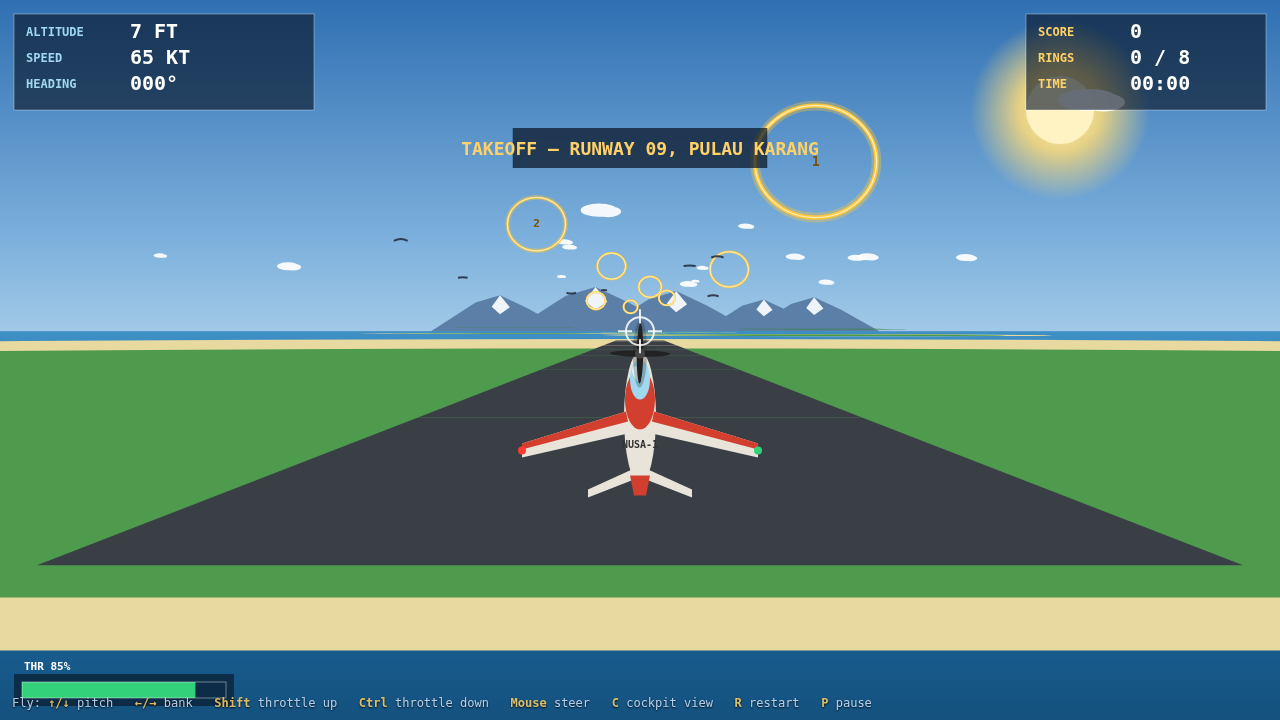 ALTITUDE 7 FT
SPEED 65 KT
HEADING 000°
SCORE 0
RINGS 0 / 8
TIME 00:00
TAKEOFF — RUNWAY 09, PULAU KARANG
1
2
NUSA-1
THR 85%
Fly: ↑/↓ pitch ←/→ bank Shift throttle up Ctrl throttle down Mouse steer C cockpit view R restart P pause